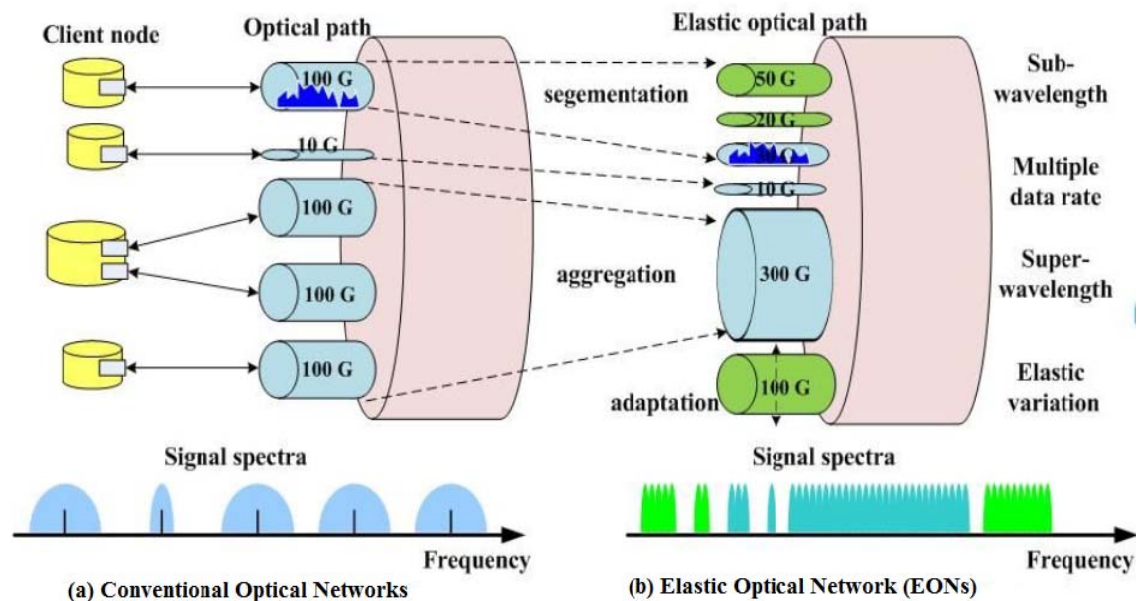 Client node
Optical path
100 G
10 G
100 G
100 G
100 G
segementation
aggregation
adaptation
Elastic optical path
50 G
20 G
10 G
300 G
100 G
Sub-
wavelength
Multiple
data rate
Super-
wavelength
Elastic
variation
Signal spectra
Frequency
(a) Conventional Optical Networks
Signal spectra
Frequency
(b) Elastic Optical Network (EONs)